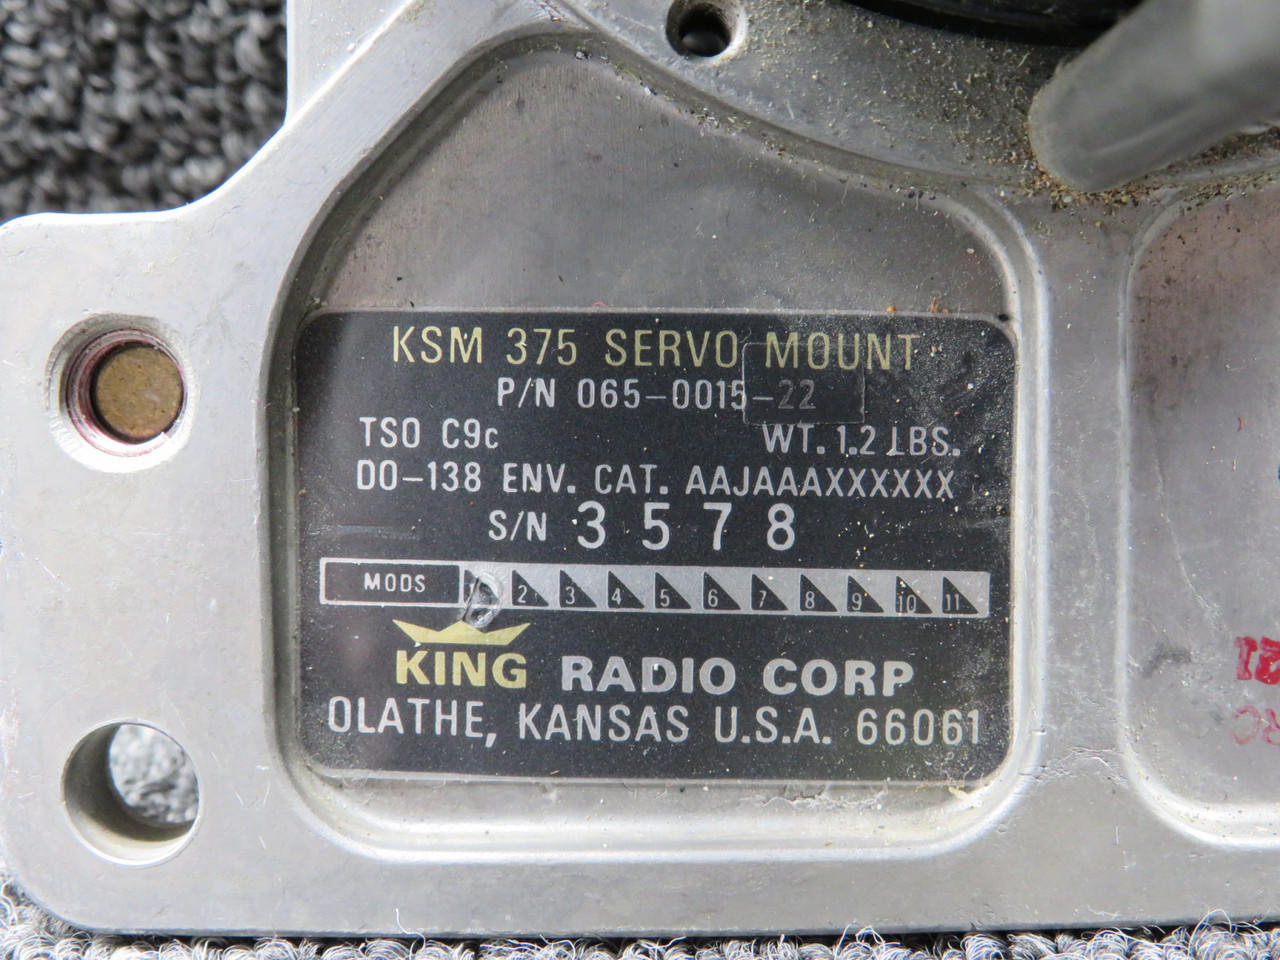 KSM 375 SERVO MOUNT
P/N 065-0015-22
TSO C9c WT. 1.2 LBS.
DO-138 ENV. CAT. AAJAAAXXXXXX
S/N 3578
MODS 1 2 3 4 5 6 7 8 9 10 11
KING RADIO CORP
OLATHE, KANSAS U.S.A. 66061